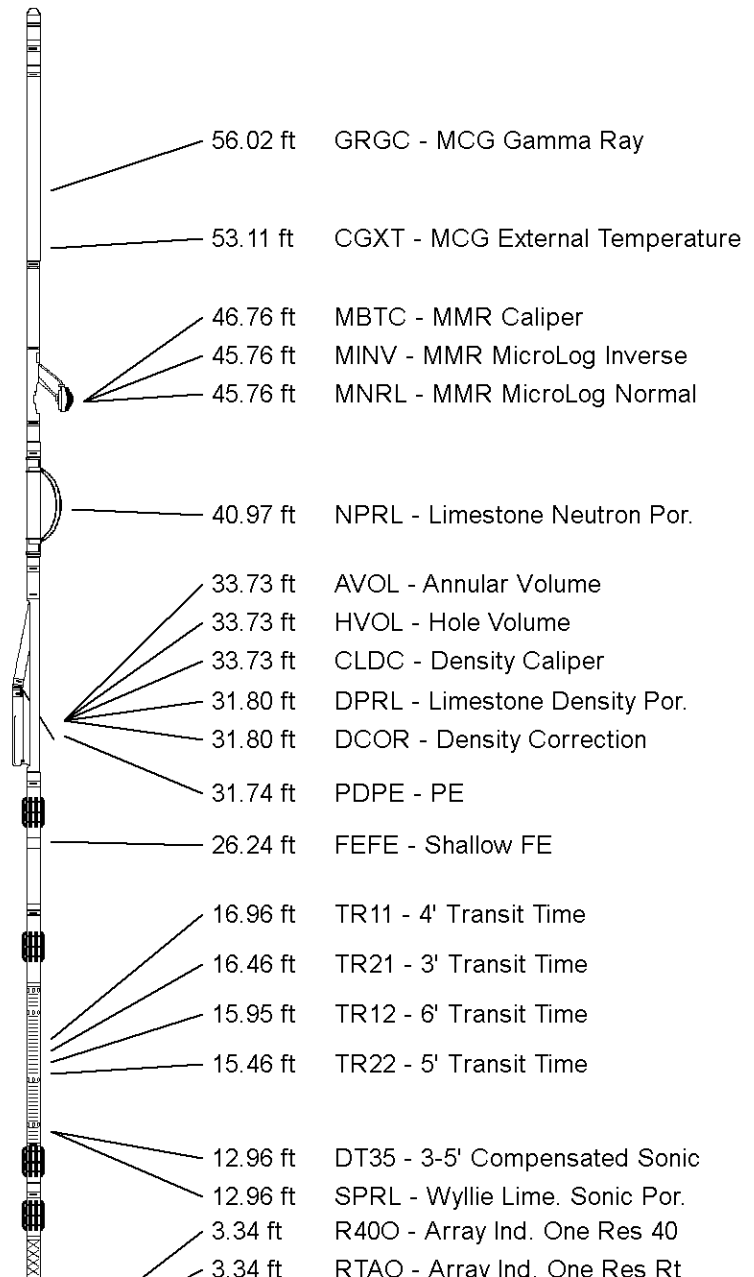 56.02 ft GRGC - MCG Gamma Ray
53.11 ft CGXT - MCG External Temperature
46.76 ft MBTC - MMR Caliper
45.76 ft MINV - MMR MicroLog Inverse
45.76 ft MNRL - MMR MicroLog Normal
40.97 ft NPRL - Limestone Neutron Por.
33.73 ft AVOL - Annular Volume
33.73 ft HVOL - Hole Volume
33.73 ft CLDC - Density Caliper
31.80 ft DPRL - Limestone Density Por.
31.80 ft DCOR - Density Correction
31.74 ft PDPE - PE
26.24 ft FEFE - Shallow FE
16.96 ft TR11 - 4' Transit Time
16.46 ft TR21 - 3' Transit Time
15.95 ft TR12 - 6' Transit Time
15.46 ft TR22 - 5' Transit Time
12.96 ft DT35 - 3-5' Compensated Sonic
12.96 ft SPRL - Wyllie Lime. Sonic Por.
3.34 ft R40O - Array Ind. One Res 40
3.34 ft RTAO - Array Ind. One Res Rt